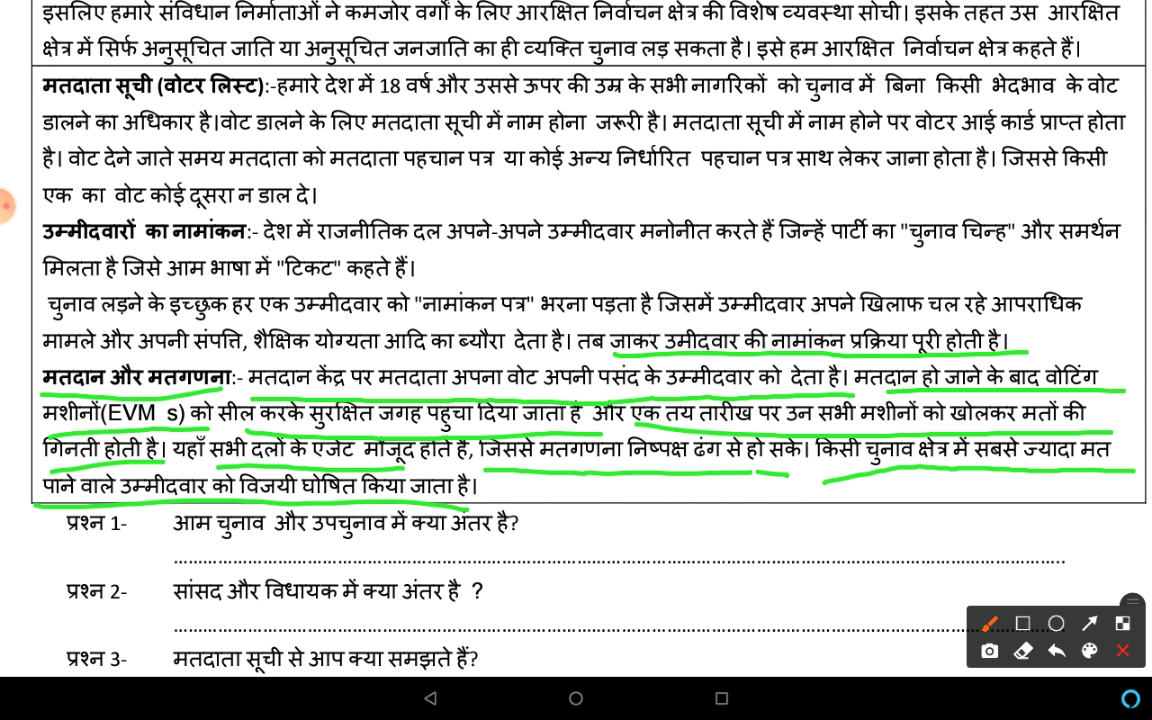 इसलिए हमारे संविधान निर्माताओं ने कमजोर वर्गों के लिए आरक्षित निर्वाचन क्षेत्र की विशेष व्यवस्था सोची। इसके तहत उस आरक्षित
क्षेत्र में सिर्फ अनुसूचित जाति या अनुसूचित जनजाति का ही व्यक्ति चुनाव लड़ सकता है। इसे हम आरक्षित निर्वाचन क्षेत्र कहते हैं।
मतदाता सूची (वोटर लिस्ट):-हमारे देश में 18 वर्ष और उससे ऊपर की उम्र के सभी नागरिकों को चुनाव में बिना किसी भेदभाव के वोट
डालने का अधिकार है।वोट डालने के लिए मतदाता सूची में नाम होना जरूरी है। मतदाता सूची में नाम होने पर वोटर आई कार्ड प्राप्त होता
है। वोट देने जाते समय मतदाता को मतदाता पहचान पत्र या कोई अन्य निर्धारित पहचान पत्र साथ लेकर जाना होता है। जिससे किसी
एक का वोट कोई दूसरा न डाल दे।
उम्मीदवारों का नामांकन:- देश में राजनीतिक दल अपने-अपने उम्मीदवार मनोनीत करते हैं जिन्हें पार्टी का "चुनाव चिन्ह" और समर्थन
मिलता है जिसे आम भाषा में "टिकट" कहते हैं।
चुनाव लड़ने के इच्छुक हर एक उम्मीदवार को "नामांकन पत्र" भरना पड़ता है जिसमें उम्मीदवार अपने खिलाफ चल रहे आपराधिक
मामले और अपनी संपत्ति, शैक्षिक योग्यता आदि का ब्यौरा देता है। तब जाकर उमीदवार की नामांकन प्रक्रिया पूरी होती है।
मतदान और मतगणना:- मतदान केंद्र पर मतदाता अपना वोट अपनी पसंद के उम्मीदवार को देता है। मतदान हो जाने के बाद वोटिंग
मशीनों(EVM s) को सील करके सुरक्षित जगह पहुंचा दिया जाता है और एक तय तारीख पर उन सभी मशीनों को खोलकर मतों की
गिनती होती है। यहाँ सभी दलों के एजेंट मौजूद होते है, जिससे मतगणना निष्पक्ष ढंग से हो सके। किसी चुनाव क्षेत्र में सबसे ज्यादा मत
पाने वाले उम्मीदवार को विजयी घोषित किया जाता है।
प्रश्न 1- आम चुनाव और उपचुनाव में क्या अंतर है?
प्रश्न 2- सांसद और विधायक में क्या अंतर है ?
प्रश्न 3- मतदाता सूची से आप क्या समझते हैं?